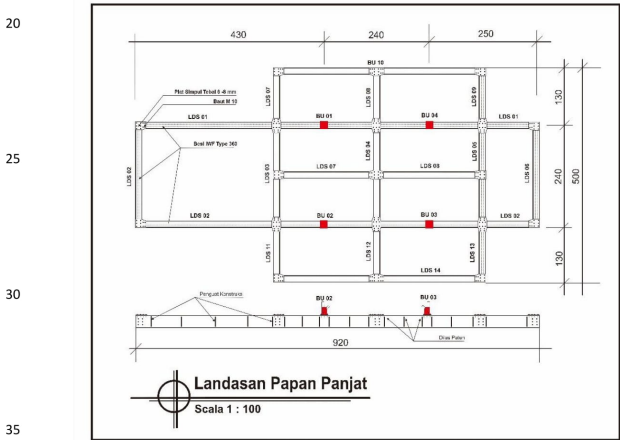 20
25
30
35
430
240
250
BU 10
LDS 07
LDS 08
LDS 09
130
Plat Simpul Tebal 6 -8 mm
Baut M 10
LDS 01
BU 01
BU 04
LDS 01
Besi IWF Type 300
LDS 02
LDS 03
LDS 04
LDS 05
LDS 06
LDS 07
LDS 08
240
500
LDS 02
BU 02
BU 03
LDS 02
LDS 11
LDS 12
LDS 13
130
LDS 14
Penguat Konstruksi
BU 02
BU 03
920
Landasan Papan Panjat
Scala 1 : 100